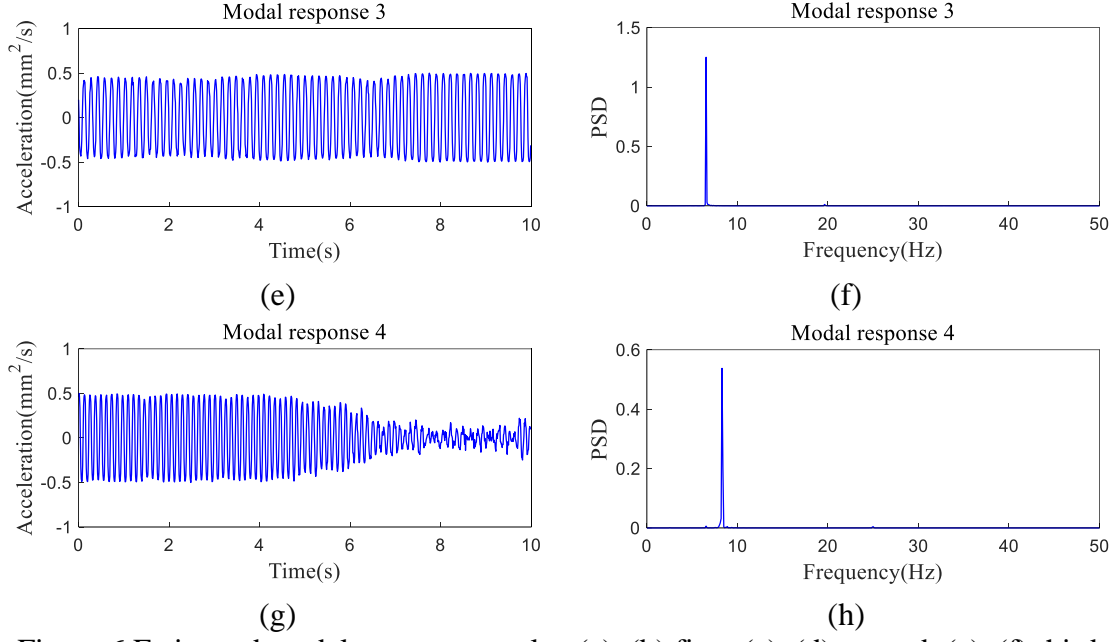 Modal response 3
1
0.5
0
-0.5
-1
Acceleration(mm²/s)
0 2 4 6 8 10
Time(s)
(e)
Modal response 3
1.5
1
0.5
0
PSD
0 10 20 30 40 50
Frequency(Hz)
(f)
Modal response 4
1
0.5
0
-0.5
-1
Acceleration(mm²/s)
0 2 4 6 8 10
Time(s)
(g)
Modal response 4
0.6
0.4
0.2
0
PSD
0 10 20 30 40 50
Frequency(Hz)
(h)